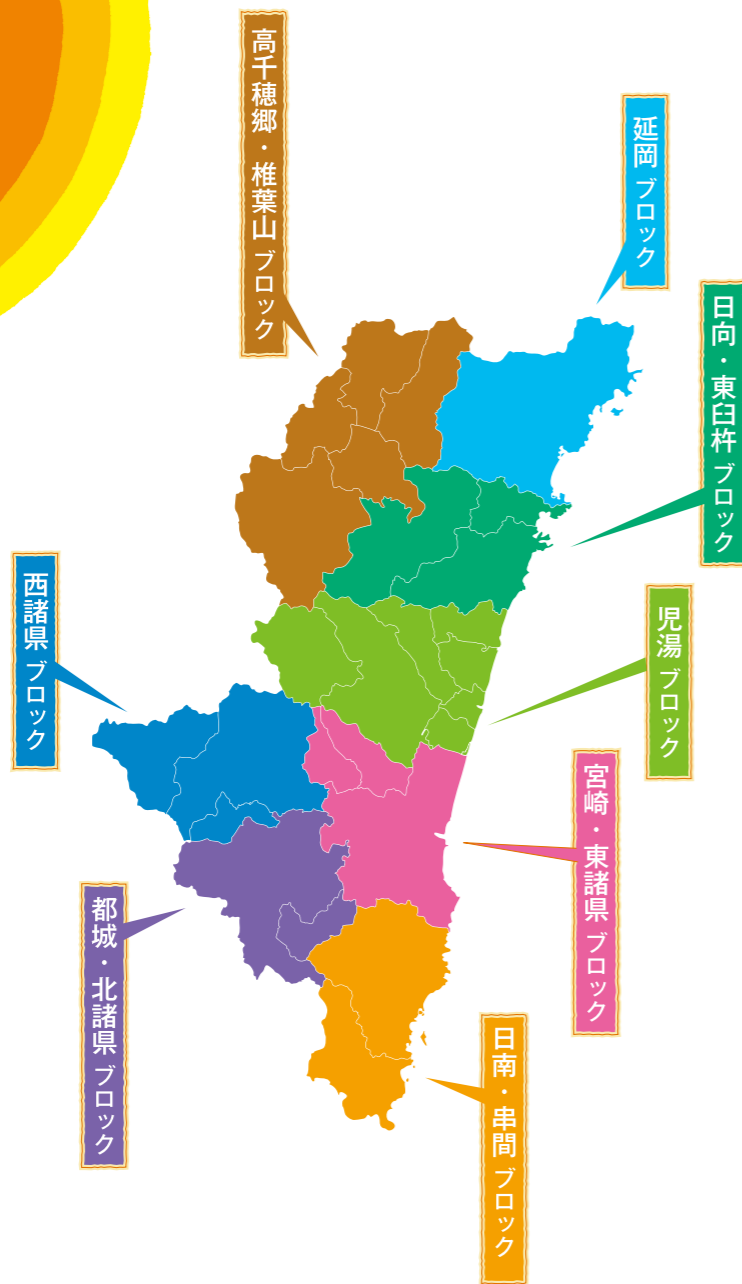 高千穂郷・椎葉山 ブロック
延岡 ブロック
日向・東臼杵 ブロック
西諸県 ブロック
児湯 ブロック
宮崎・東諸県 ブロック
都城・北諸県 ブロック
日南・串間 ブロック